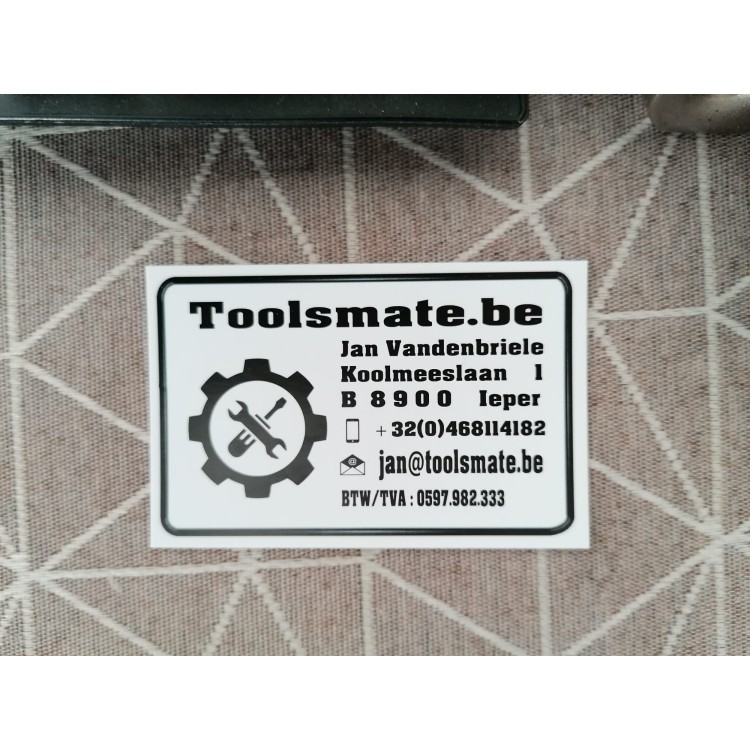 Toolsmate.be
Jan Vandenbriele
Koolmeeslaan 1
B 8900 Ieper
+32(0)468114182
jan@toolsmate.be
BTW/TVA : 0597.982.333